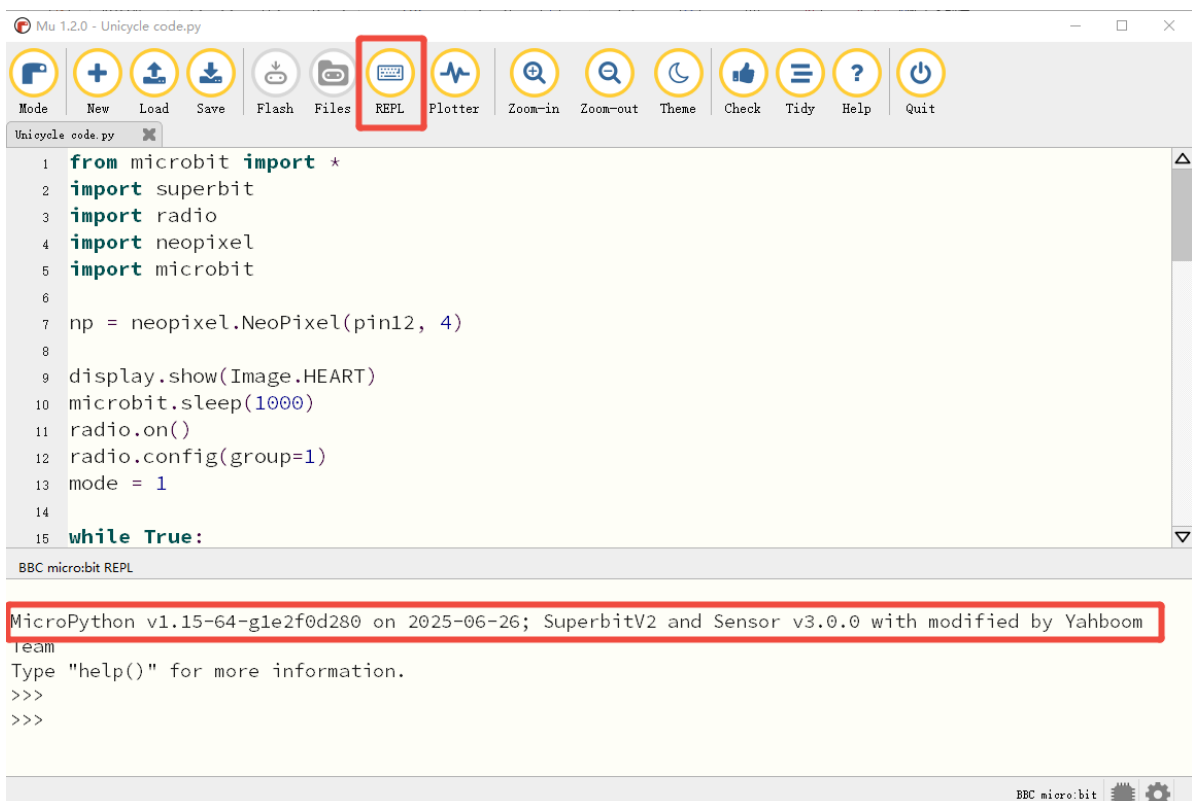 Mu 1.2.0 - Unicycle code.py
Mode New Load Save Flash Files REPL Plotter Zoom-in Zoom-out Theme Check Tidy Help Quit
Unicycle code.py
1 from microbit import *
2 import superbit
3 import radio
4 import neopixel
5 import microbit
6
7 np = neopixel.NeoPixel(pin12, 4)
8
9 display.show(Image.HEART)
10 microbit.sleep(1000)
11 radio.on()
12 radio.config(group=1)
13 mode = 1
14
15 while True:
BBC micro:bit REPL
MicroPython v1.15-64-g1e2f0d280 on 2025-06-26; SuperbitV2 and Sensor v3.0.0 with modified by Yahboom
Team
Type "help()" for more information.
>>>
>>>
BBC micro:bit